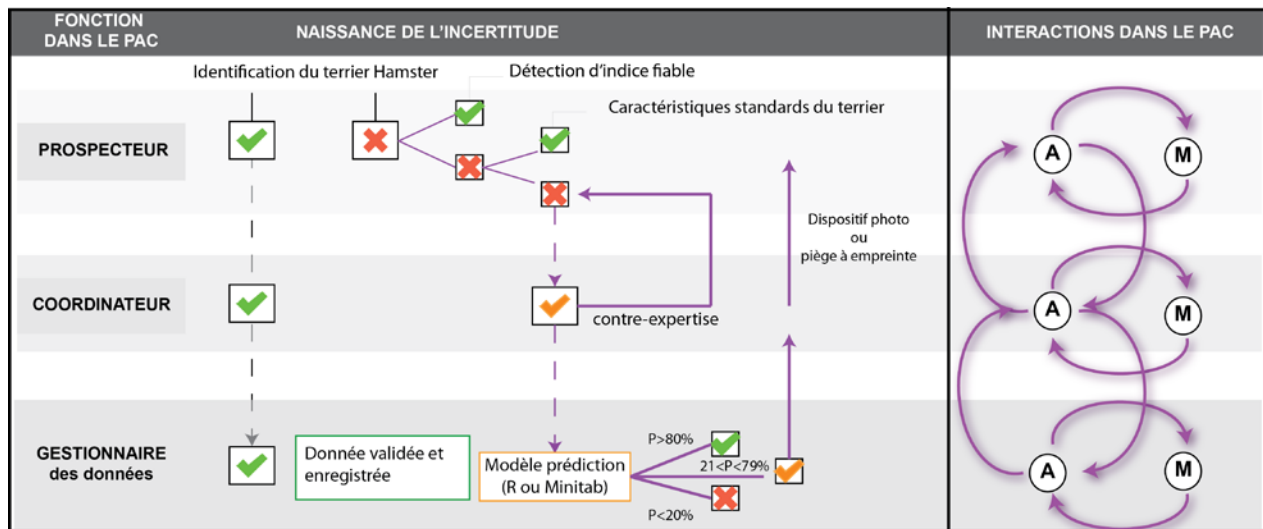 FONCTION
DANS LE PAC
NAISSANCE DE L'INCERTITUDE
INTERACTIONS DANS LE PAC
Identification du terrier Hamster
Détection d'indice fiable
Caractéristiques standards du terrier
PROSPECTEUR
A
M
Dispositif photo
ou
piège à empreinte
COORDINATEUR
contre-expertise
A
M
GESTIONNAIRE
des données
Donnée validée et
enregistrée
Modèle prédiction
(R ou Minitab)
P>80%
21<P<79%
P<20%
A
M